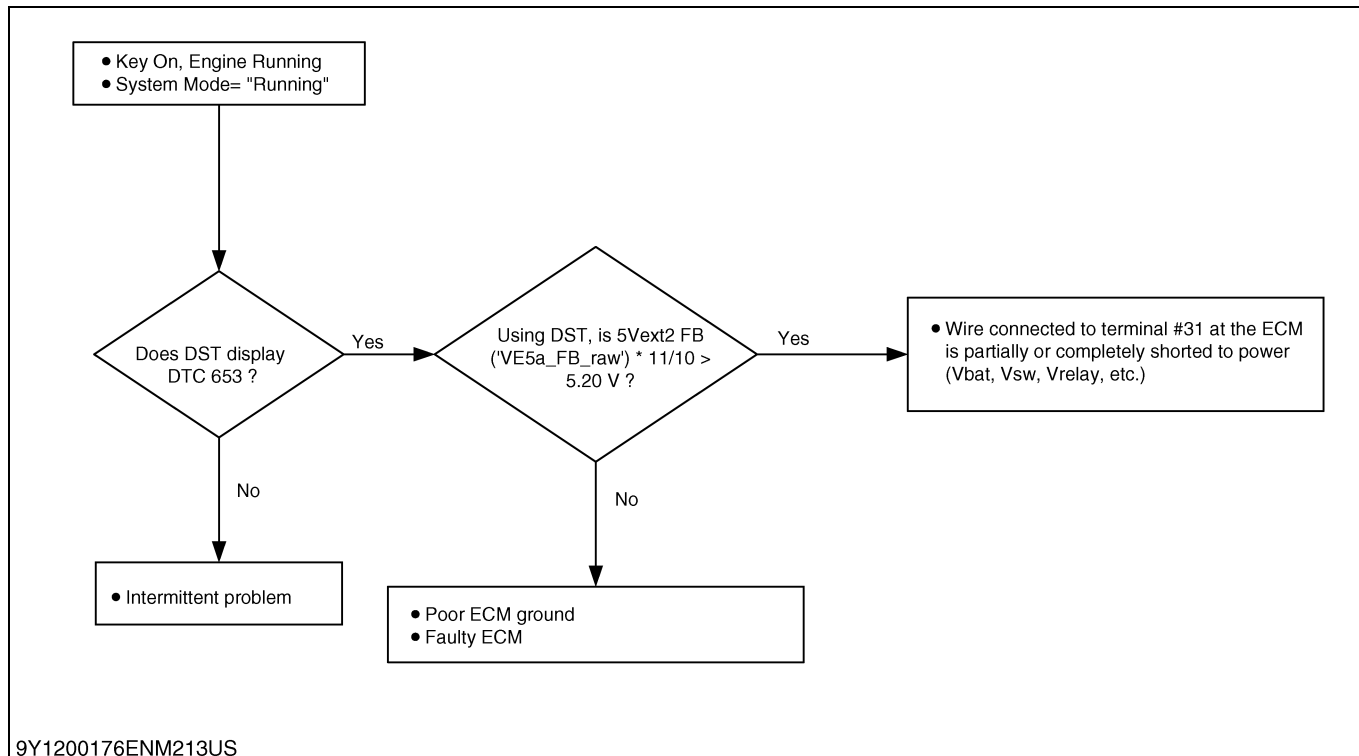 ● Key On, Engine Running
● System Mode= "Running"
Does DST display
DTC 653 ?
Yes
No
● Intermittent problem
Using DST, is 5Vext2 FB
('VE5a_FB_raw') * 11/10 >
5.20 V ?
Yes
No
● Poor ECM ground
● Faulty ECM
● Wire connected to terminal #31 at the ECM
is partially or completely shorted to power
(Vbat, Vsw, Vrelay, etc.)
9Y1200176ENM213US